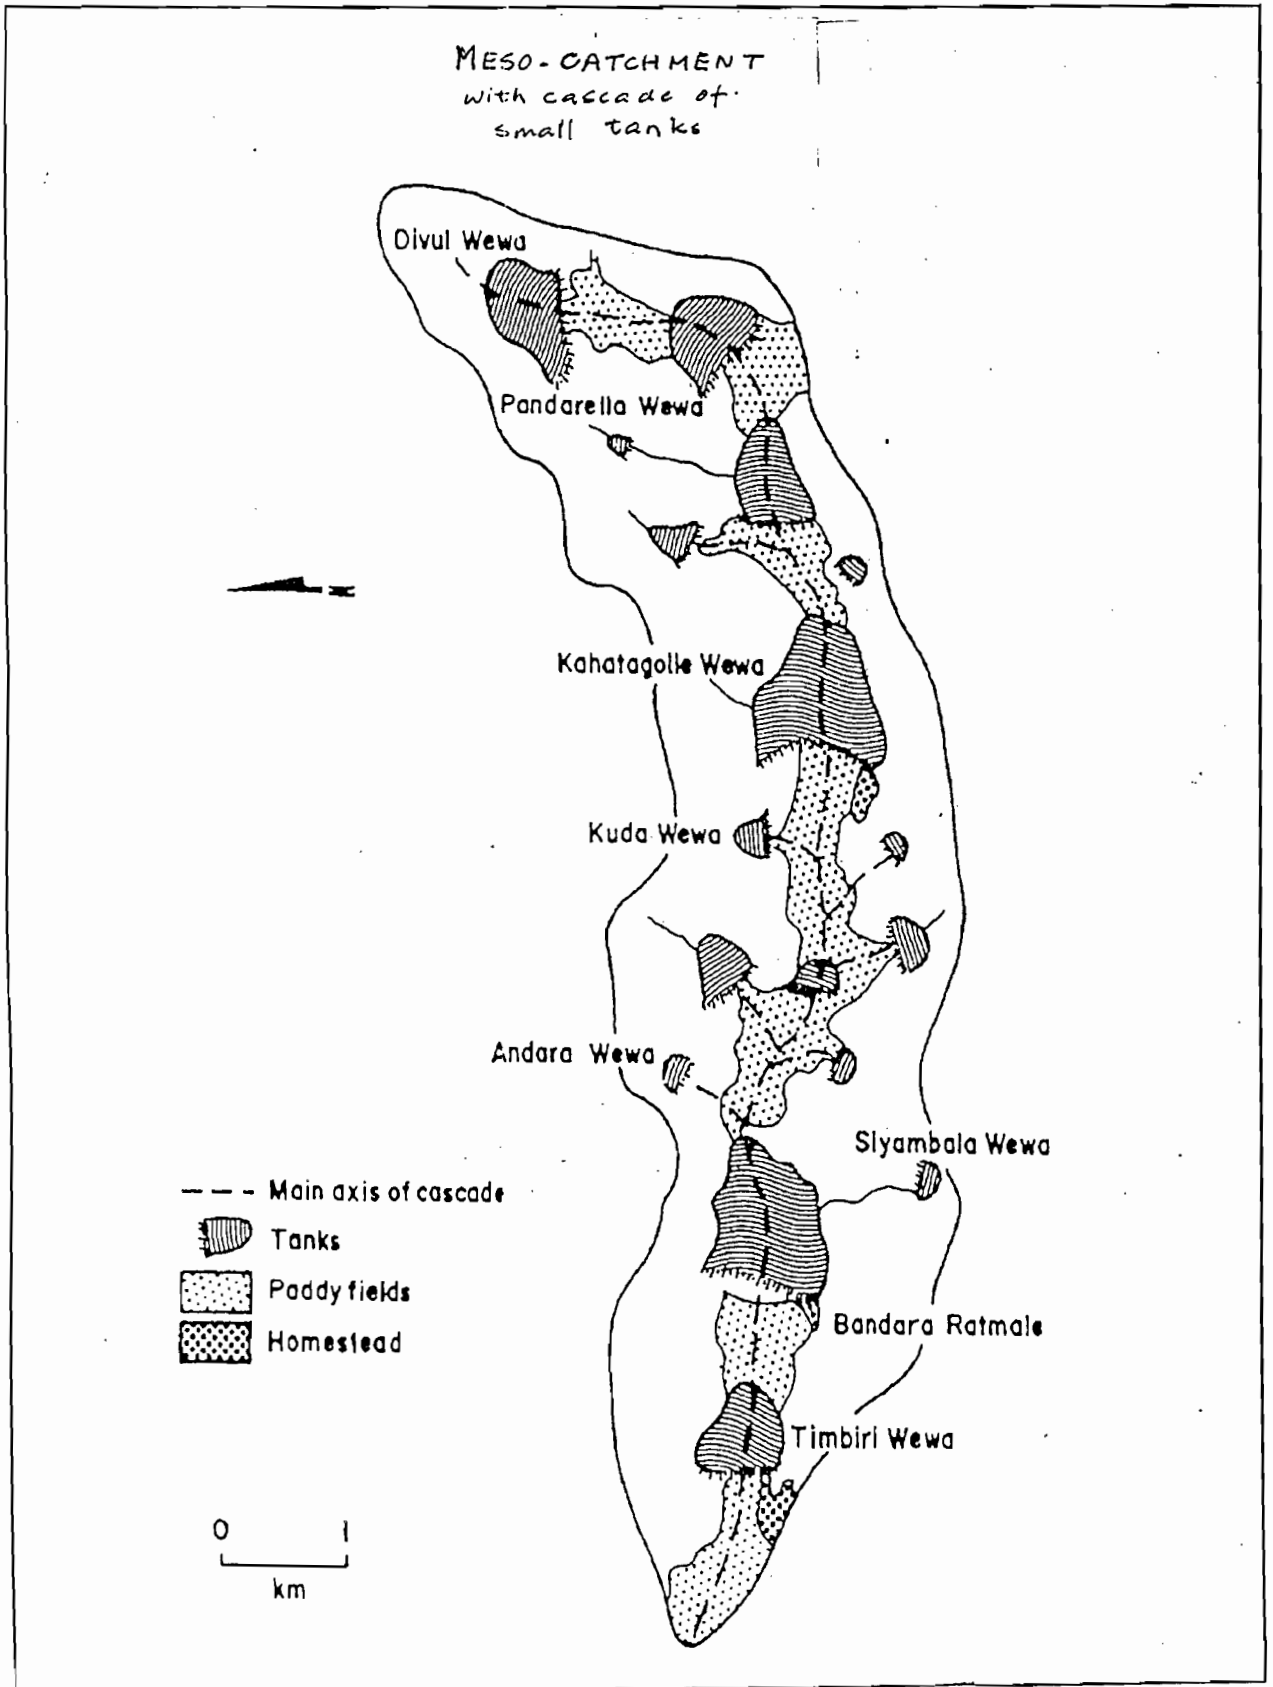 MESO-CATCHMENT
with cascade of
small tanks
Divul Wewa
Pandarella Wewa
Kahatagolle Wewa
Kuda Wewa
Andara Wewa
Siyambala Wewa
Main axis of cascade
Tanks
Paddy fields
Homestead
Bandara Ratmale
Timbiri Wewa
0 1
km
N